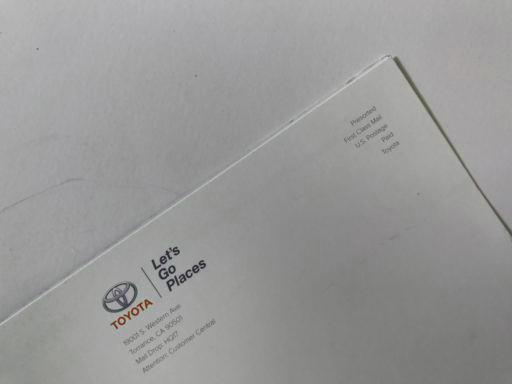 Presorted
First Class Mail
U.S. Postage
Paid
Toyota
TOYOTA
Let's
Go
Places
19001 S. Western Ave
Torrance, CA 90501
Mail Drop: HQ17
Attention: Customer Central